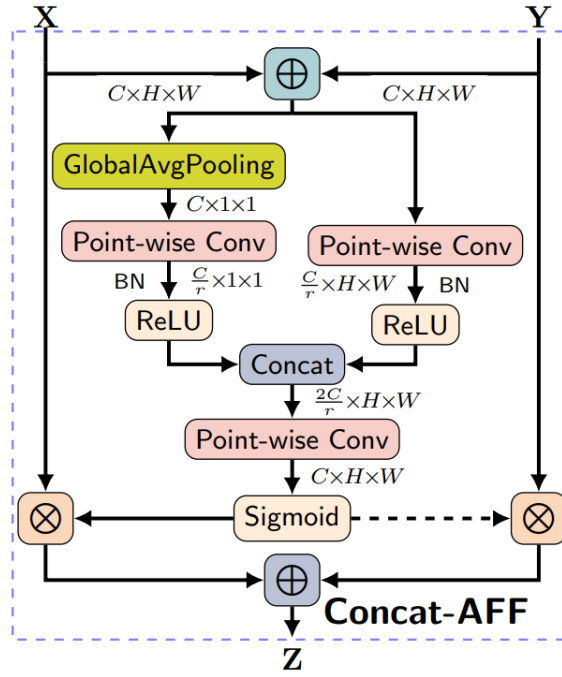 X Y
⊕
C×H×W C×H×W
GlobalAvgPooling
C×1×1
Point-wise Conv Point-wise Conv
BN C/r×1×1 C/r×H×W BN
ReLU ReLU
Concat
2C/r×H×W
Point-wise Conv
C×H×W
⊗ Sigmoid ⊗
⊕
Concat-AFF
Z